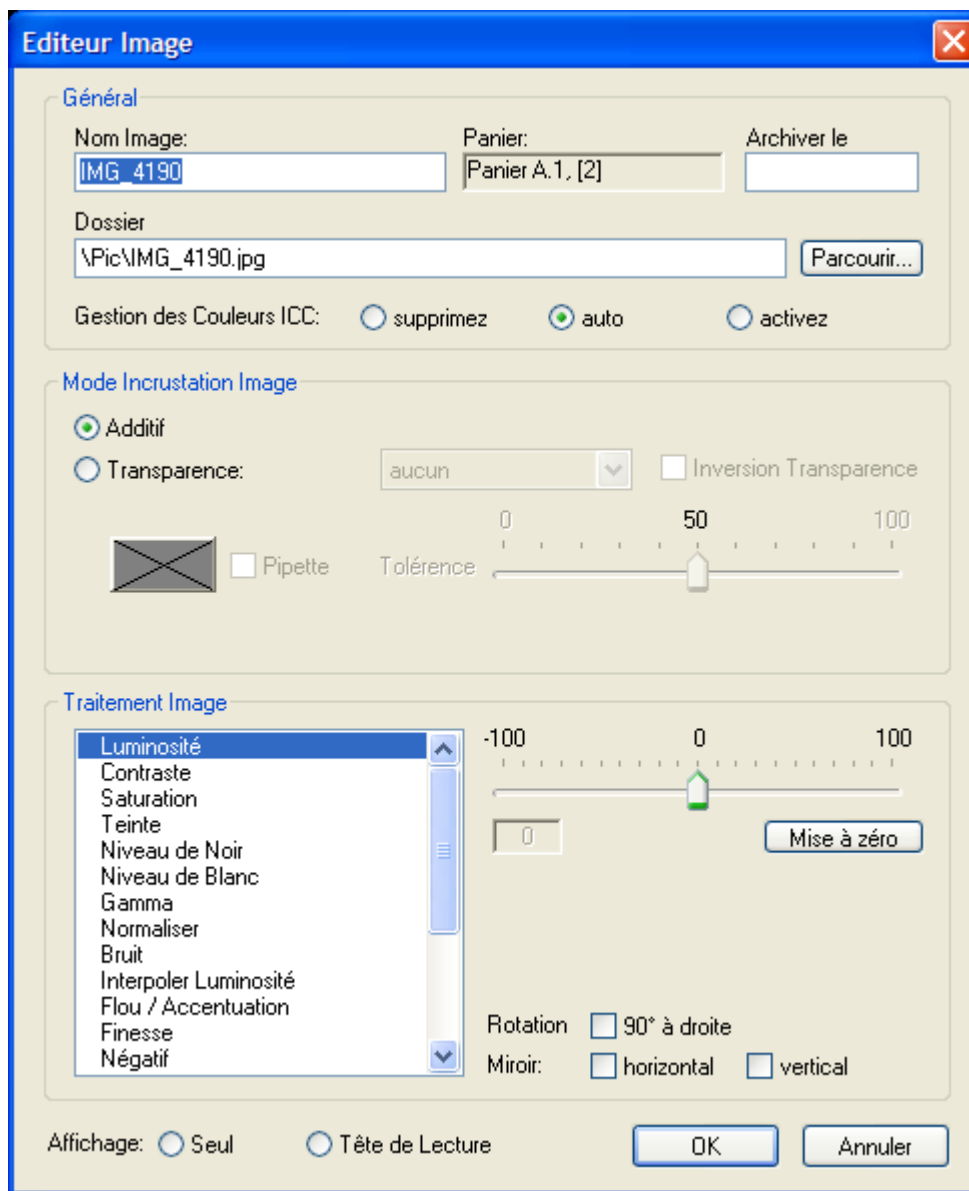 Editeur Image
Général
Nom Image: Panier: Archiver le
IMG_4190 Panier A.1, [2]
Dossier
\Pic\IMG_4190.jpg Parcourir...
Gestion des Couleurs ICC: supprimez auto activez
Mode Incrustation Image
Additif
Transparence: aucun Inversion Transparence
0 50 100
Pipette Tolérence
Traitement Image
Luminosité
Contraste
Saturation
Teinte
Niveau de Noir
Niveau de Blanc
Gamma
Normaliser
Bruit
Interpoler Luminosité
Flou / Accentuation
Finesse
Négatif
-100 0 100
0 Mise à zéro
Rotation 90° à droite
Miroir: horizontal vertical
Affichage: Seul Tête de Lecture OK Annuler